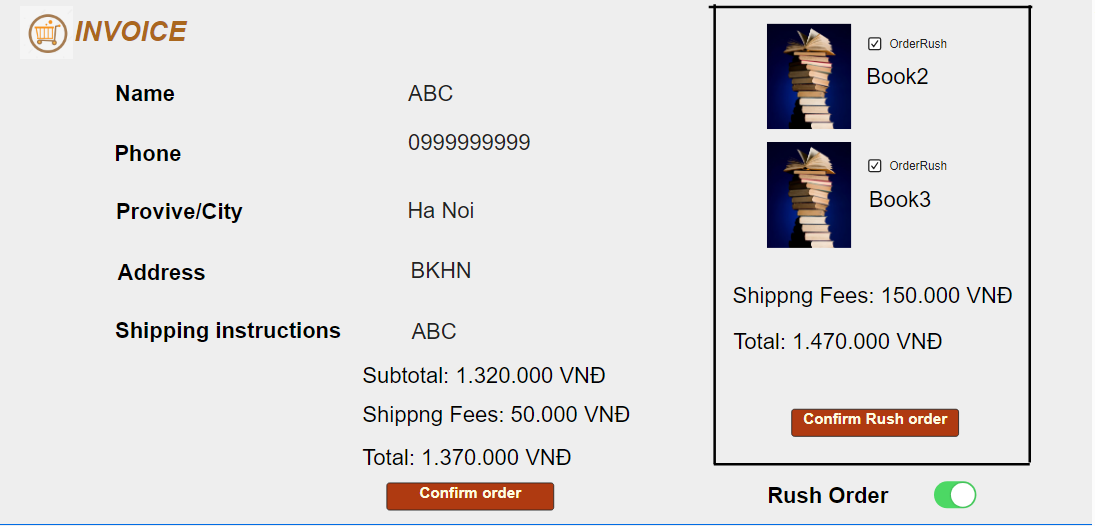 INVOICE
Name ABC
Phone 0999999999
Provive/City Ha Noi
Address BKHN
Shipping instructions ABC
Subtotal: 1.320.000 VNĐ
Shippng Fees: 50.000 VNĐ
Total: 1.370.000 VNĐ
Confirm order
OrderRush
Book2
OrderRush
Book3
Shippng Fees: 150.000 VNĐ
Total: 1.470.000 VNĐ
Confirm Rush order
Rush Order